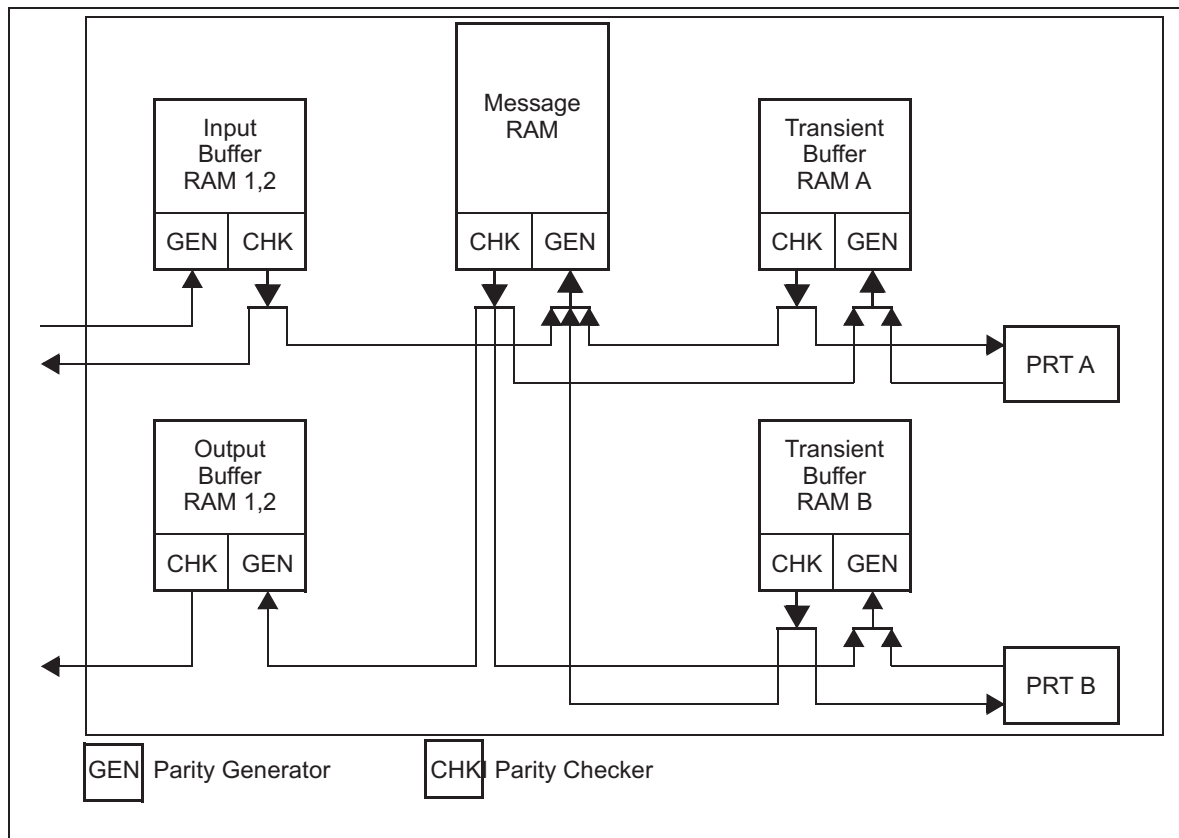 Input
Buffer
RAM 1,2
GEN CHK
Message
RAM
CHK GEN
Transient
Buffer
RAM A
CHK GEN
PRT A
Output
Buffer
RAM 1,2
CHK GEN
Transient
Buffer
RAM B
CHK GEN
PRT B
GEN Parity Generator
CHK Parity Checker